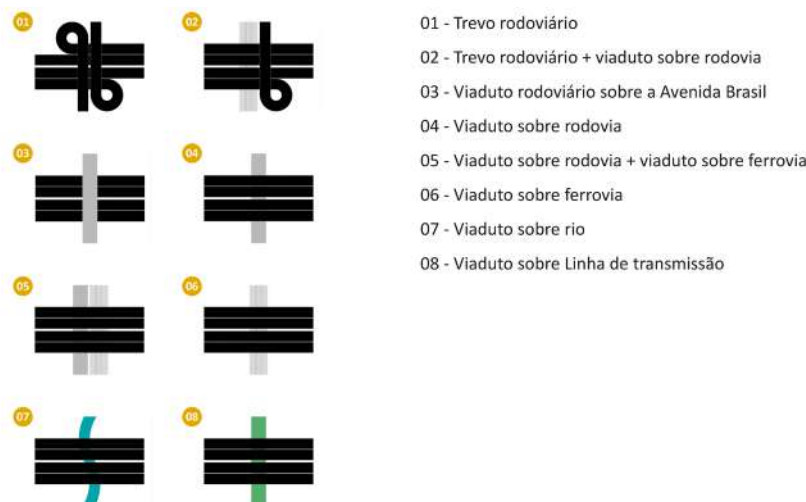 01
02
03
04
05
06
07
08
01 - Trevo rodoviário
02 - Trevo rodoviário + viaduto sobre rodovia
03 - Viaduto rodoviário sobre a Avenida Brasil
04 - Viaduto sobre rodovia
05 - Viaduto sobre rodovia + viaduto sobre ferrovia
06 - Viaduto sobre ferrovia
07 - Viaduto sobre rio
08 - Viaduto sobre Linha de transmissão